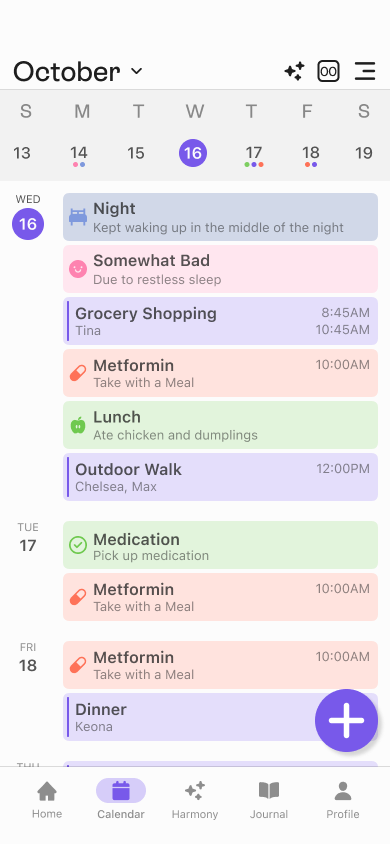 October
00
S M T W T F S
13 14 15 16 17 18 19
WED
16
Night
Kept waking up in the middle of the night
Somewhat Bad
Due to restless sleep
Grocery Shopping 8:45AM
Tina 10:45AM
Metformin 10:00AM
Take with a Meal
Lunch
Ate chicken and dumplings
Outdoor Walk 12:00PM
Chelsea, Max
TUE
17
Medication
Pick up medication
Metformin 10:00AM
Take with a Meal
FRI
18
Metformin 10:00AM
Take with a Meal
Dinner
Keona
THU
Home Calendar Harmony Journal Profile